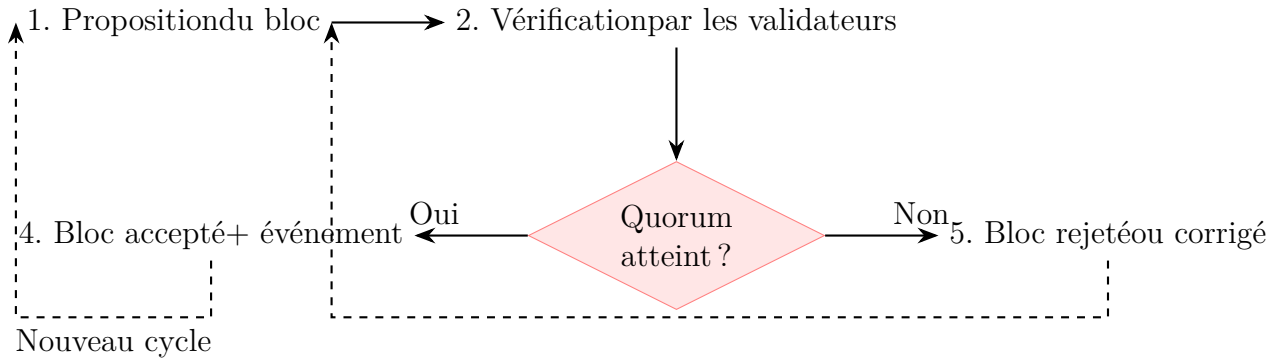 1. Propositiondu bloc
2. Vérificationpar les validateurs
Quorum
atteint ?
Oui
Non
4. Bloc accepté+ événement
5. Bloc rejetéou corrigé
Nouveau cycle